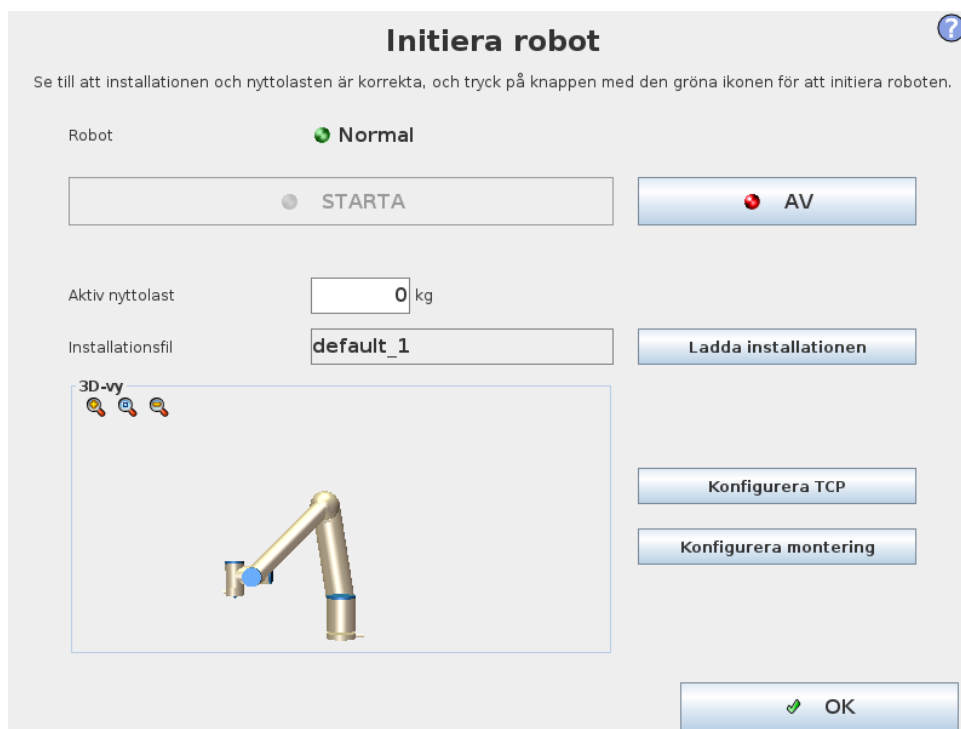 Initiera robot
?
Se till att installationen och nyttolasten är korrekta, och tryck på knappen med den gröna ikonen för att initiera roboten.
Robot Normal
STARTA AV
Aktiv nyttolast 0 kg
Installationsfil default_1 Ladda installationen
3D-vy
Konfigurera TCP
Konfigurera montering
OK